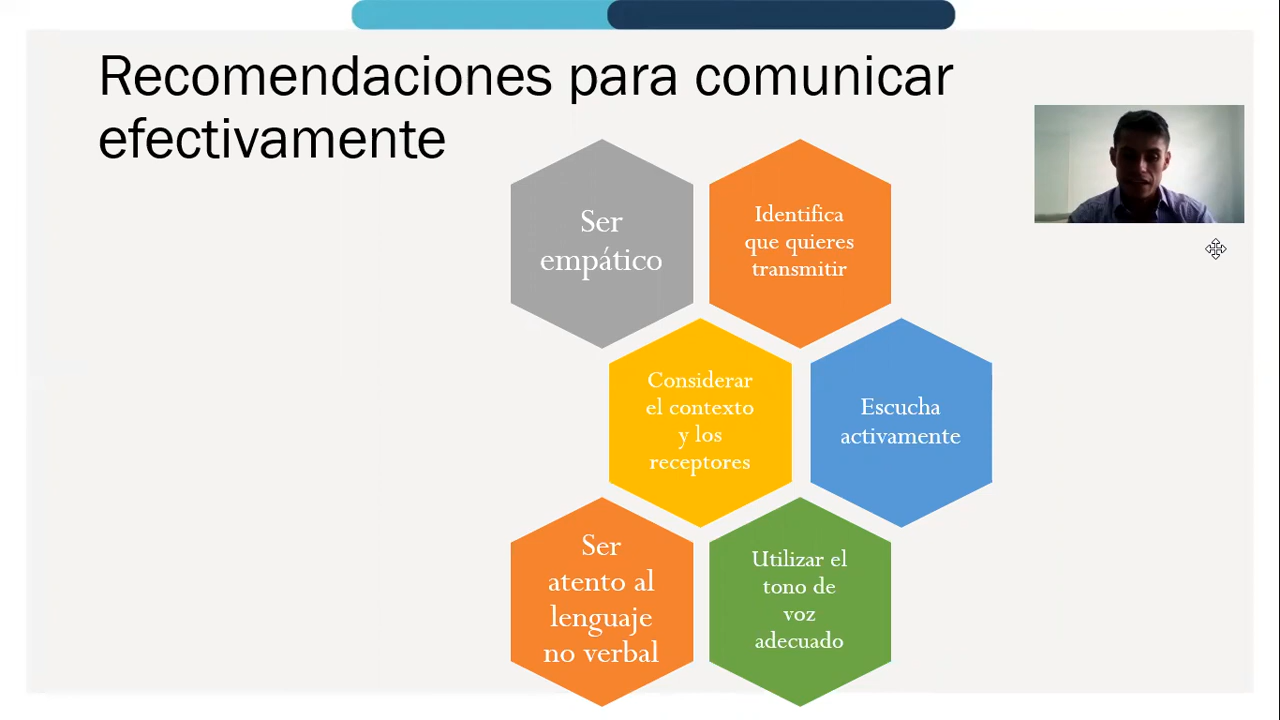 Recomendaciones para comunicar
efectivamente
Ser
empático
Identifica
que quieres
transmitir
Considerar
el contexto
y los
receptores
Escucha
activamente
Ser
atento al
lenguaje
no verbal
Utilizar el
tono de
voz
adecuado